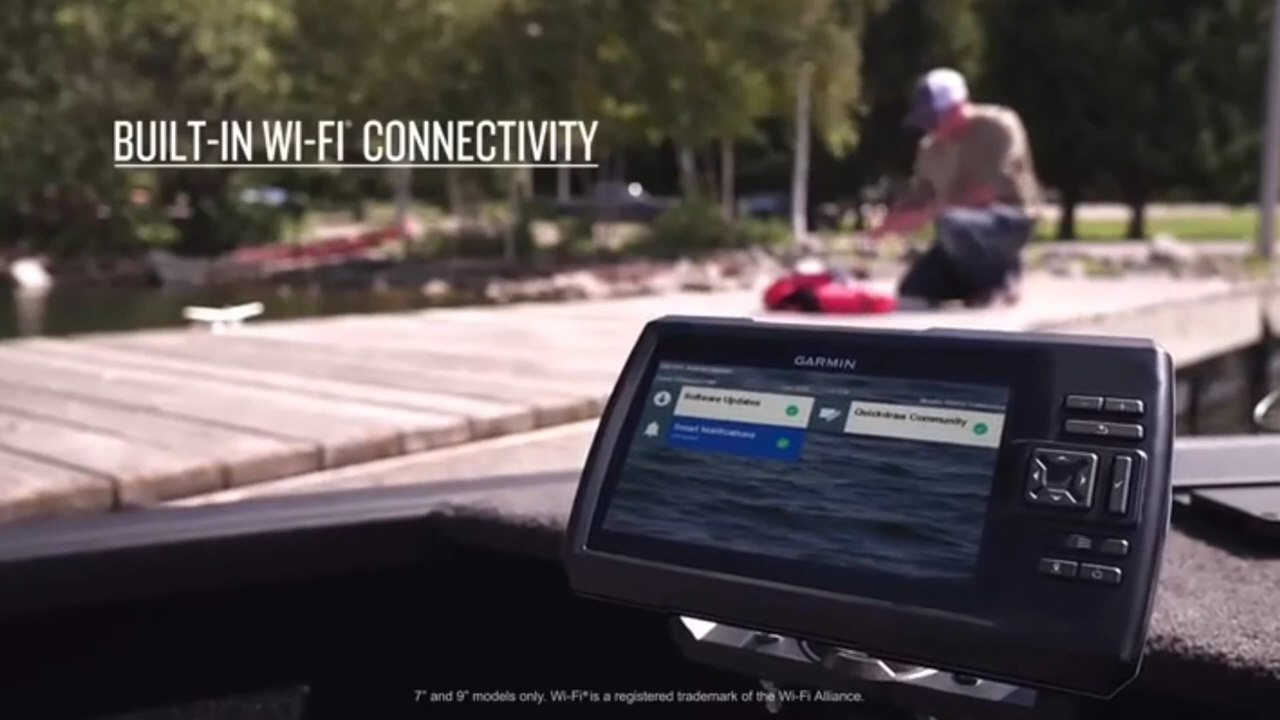 BUILT-IN WI-FI® CONNECTIVITY
GARMIN
Software Updates
Quickdraw Community
Smart Notifications
7" and 9" models only. Wi-Fi® is a registered trademark of the Wi-Fi Alliance.